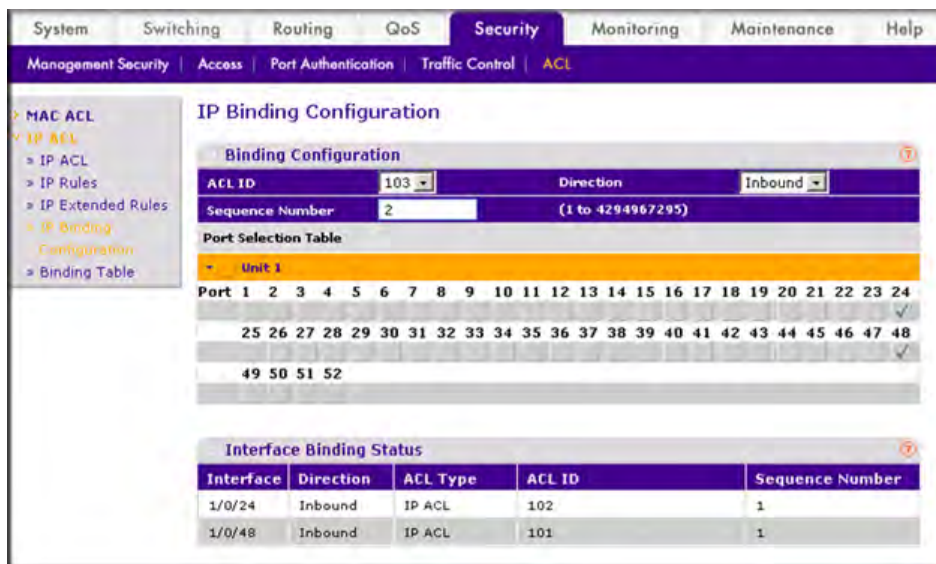 System Switching Routing QoS Security Monitoring Maintenance Help
Management Security | Access | Port Authentication | Traffic Control | ACL
MAC ACL
IP ACL
» IP ACL
» IP Rules
» IP Extended Rules
» IP Binding
Configuration
» Binding Table
IP Binding Configuration
Binding Configuration ?
ACL ID 103 Direction Inbound
Sequence Number 2 (1 to 4294967295)
Port Selection Table
Unit 1
Port 1 2 3 4 5 6 7 8 9 10 11 12 13 14 15 16 17 18 19 20 21 22 23 24
25 26 27 28 29 30 31 32 33 34 35 36 37 38 39 40 41 42 43 44 45 46 47 48
49 50 51 52
Interface Binding Status ?
Interface Direction ACL Type ACL ID Sequence Number
1/0/24 Inbound IP ACL 102 1
1/0/48 Inbound IP ACL 101 1